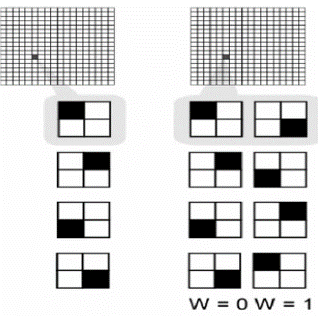 W = 0 W = 1